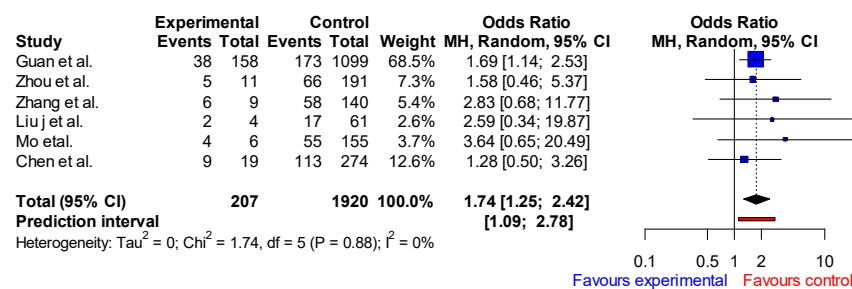 Experimental Control Odds Ratio Odds Ratio
Study Events Total Events Total Weight MH, Random, 95% CI MH, Random, 95% CI
Guan et al. 38 158 173 1099 68.5% 1.69 [1.14; 2.53]
Zhou et al. 5 11 66 191 7.3% 1.58 [0.46; 5.37]
Zhang et al. 6 9 58 140 5.4% 2.83 [0.68; 11.77]
Liu j et al. 2 4 17 61 2.6% 2.59 [0.34; 19.87]
Mo etal. 4 6 55 155 3.7% 3.64 [0.65; 20.49]
Chen et al. 9 19 113 274 12.6% 1.28 [0.50; 3.26]
Total (95% CI) 207 1920 100.0% 1.74 [1.25; 2.42]
Prediction interval [1.09; 2.78]
Heterogeneity: Tau² = 0; Chi² = 1.74, df = 5 (P = 0.88); I² = 0%
0.1 0.5 1 2 10
Favours experimental Favours control